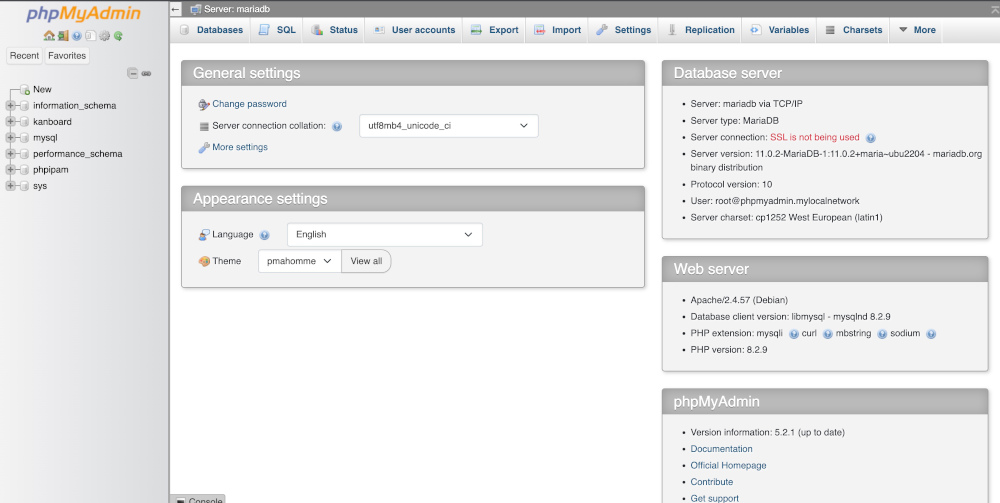 phpMyAdmin
Recent Favorites
New
information_schema
kanboard
mysql
performance_schema
phpipam
sys
Server: mariadb
Databases SQL Status User accounts Export Import Settings Replication Variables Charsets More
General settings
Change password
Server connection collation: utf8mb4_unicode_ci
More settings
Appearance settings
Language English
Theme pmahomme View all
Database server
Server: mariadb via TCP/IP
Server type: MariaDB
Server connection: SSL is not being used
Server version: 11.0.2-MariaDB-1:11.0.2+maria~ubu2204 - mariadb.org
binary distribution
Protocol version: 10
User: root@phpmyadmin.mylocalnetwork
Server charset: cp1252 West European (latin1)
Web server
Apache/2.4.57 (Debian)
Database client version: libmysql - mysqlnd 8.2.9
PHP extension: mysqli curl mbstring sodium
PHP version: 8.2.9
phpMyAdmin
Version information: 5.2.1 (up to date)
Documentation
Official Homepage
Contribute
Get support
Console